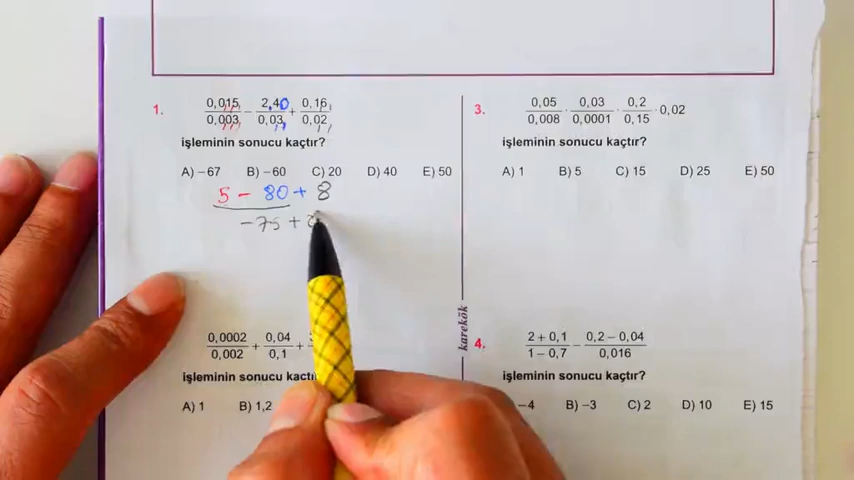 1. 0,015/0,003 − 2,40/0,03 + 0,16/0,02
işleminin sonucu kaçtır?
A) −67 B) −60 C) 20 D) 40 E) 50
5 − 80 + 8
−75 +
0,0002/0,002 + 0,04/0,1 +
işleminin sonucu kaçtır?
A) 1 B) 1,2
karekök
3. 0,05/0,008 · 0,03/0,0001 · 0,2/0,15 · 0,02
işleminin sonucu kaçtır?
A) 1 B) 5 C) 15 D) 25 E) 50
4. 2 + 0,1/1 − 0,7 − 0,2 − 0,04/0,016
işleminin sonucu kaçtır?
−4 B) −3 C) 2 D) 10 E) 15